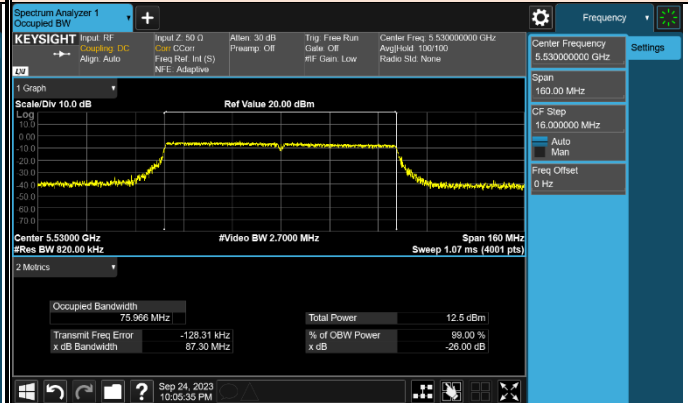 Spectrum Analyzer 1
Occupied BW
+
Frequency
KEYSIGHT Input: RF Input Z: 50 Ω Atten: 30 dB Trig: Free Run Center Freq: 5.530000000 GHz
Coupling: DC Corr CCorr Preamp: Off Gate: Off Avg|Hold: 100/100
Align: Auto Freq Ref: Int (S) #IF Gain: Low Radio Std: None
NFE: Adaptive
LXI
Center Frequency
5.530000000 GHz
Settings
Span
160.00 MHz
CF Step
16.000000 MHz
Auto
Man
Freq Offset
0 Hz
1 Graph
Scale/Div 10.0 dB Ref Value 20.00 dBm
Log
10.0
0.00
-10.0
-20.0
-30.0
-40.0
-50.0
-60.0
-70.0
Center 5.53000 GHz #Video BW 2.7000 MHz Span 160 MHz
#Res BW 820.00 kHz Sweep 1.07 ms (4001 pts)
2 Metrics
Occupied Bandwidth
75.966 MHz
Total Power 12.5 dBm
Transmit Freq Error -128.31 kHz % of OBW Power 99.00 %
x dB Bandwidth 87.30 MHz x dB -26.00 dB
? Sep 24, 2023
10:05:35 PM